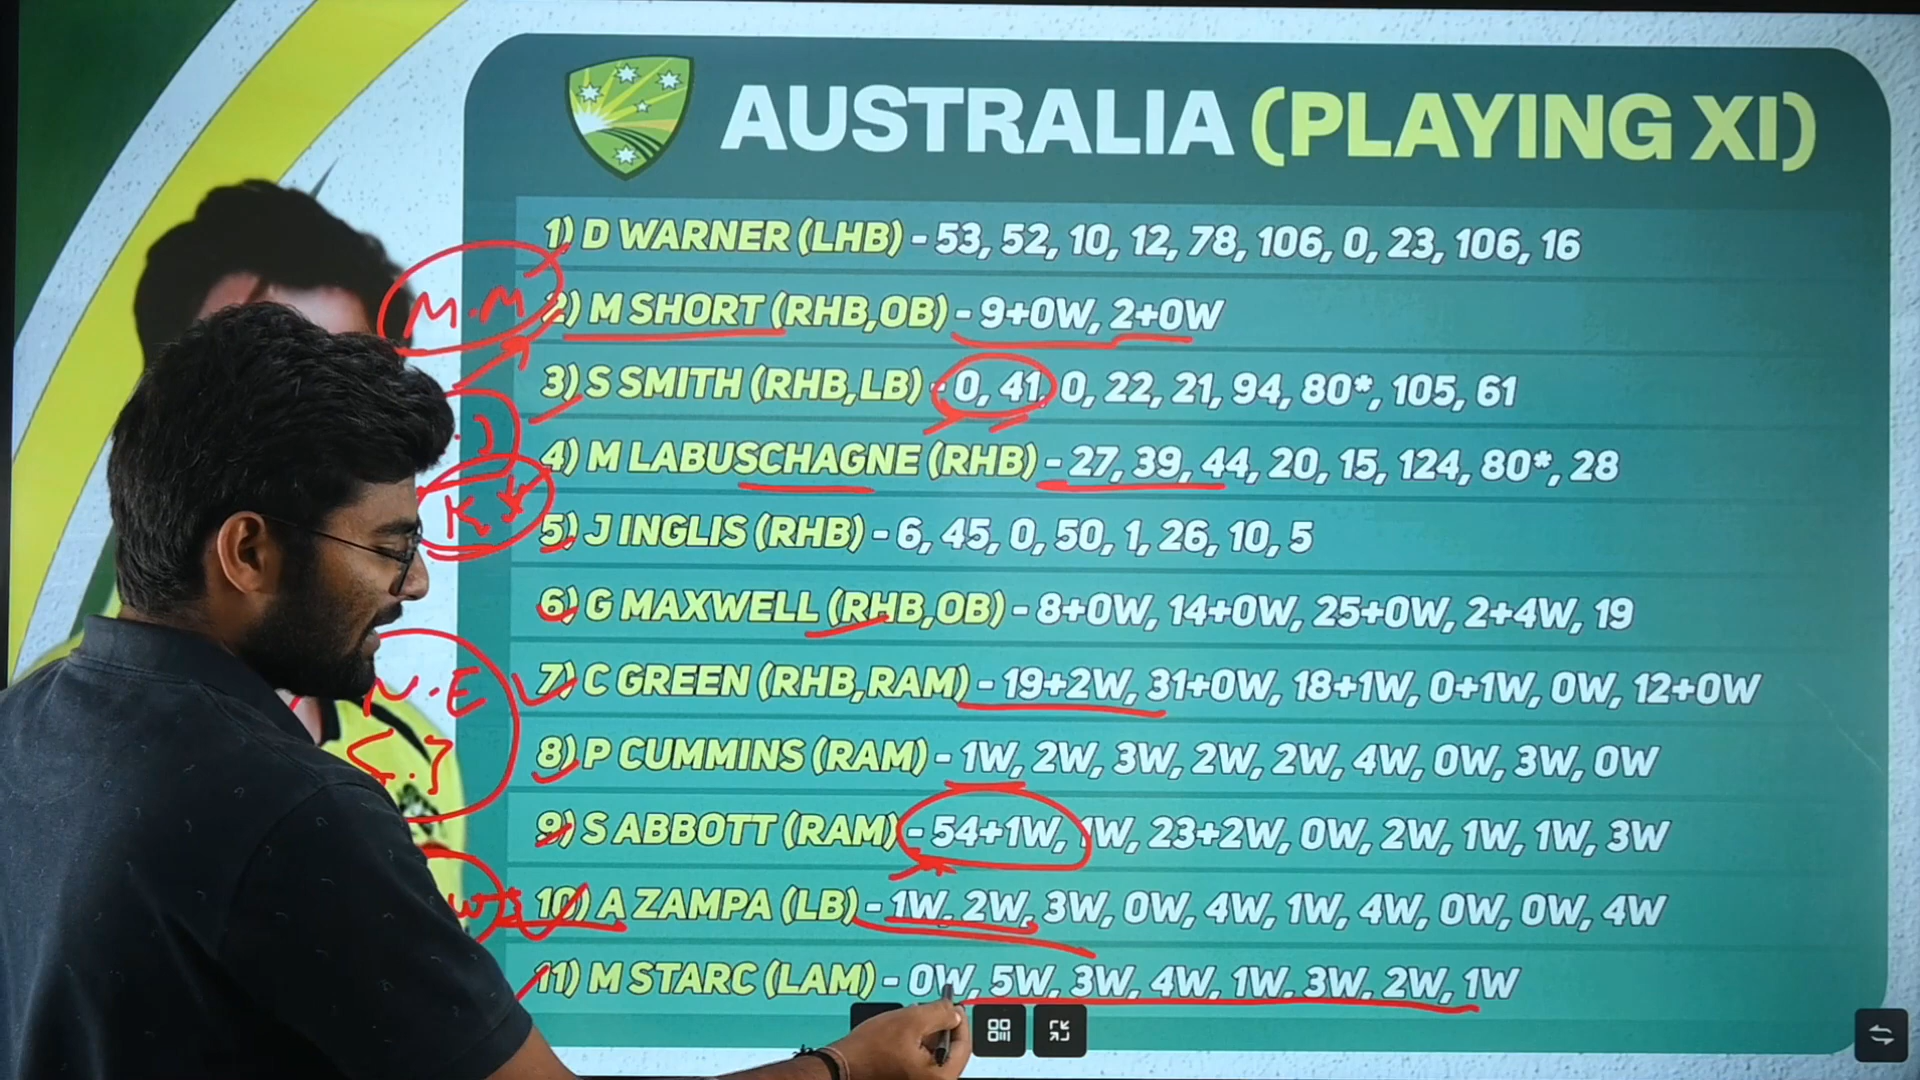 AUSTRALIA (PLAYING XI)
1) D WARNER (LHB) - 53, 52, 10, 12, 78, 106, 0, 23, 106, 16
M.M
2) M SHORT (RHB,OB) - 9+0W, 2+0W
3) S SMITH (RHB,LB) - 0, 41, 0, 22, 21, 94, 80*, 105, 61
4) M LABUSCHAGNE (RHB) - 27, 39, 44, 20, 15, 124, 80*, 28
5) J INGLIS (RHB) - 6, 45, 0, 50, 1, 26, 10, 5
6) G MAXWELL (RHB,OB) - 8+0W, 14+0W, 25+0W, 2+4W, 19
N.E
7) C GREEN (RHB,RAM) - 19+2W, 31+0W, 18+1W, 0+1W, 0W, 12+0W
8) P CUMMINS (RAM) - 1W, 2W, 3W, 2W, 2W, 4W, 0W, 3W, 0W
9) S ABBOTT (RAM) - 54+1W, 1W, 23+2W, 0W, 2W, 1W, 1W, 3W
10) A ZAMPA (LB) - 1W, 2W, 3W, 0W, 4W, 1W, 4W, 0W, 0W, 4W
11) M STARC (LAM) - 0W, 5W, 3W, 4W, 1W, 3W, 2W, 1W